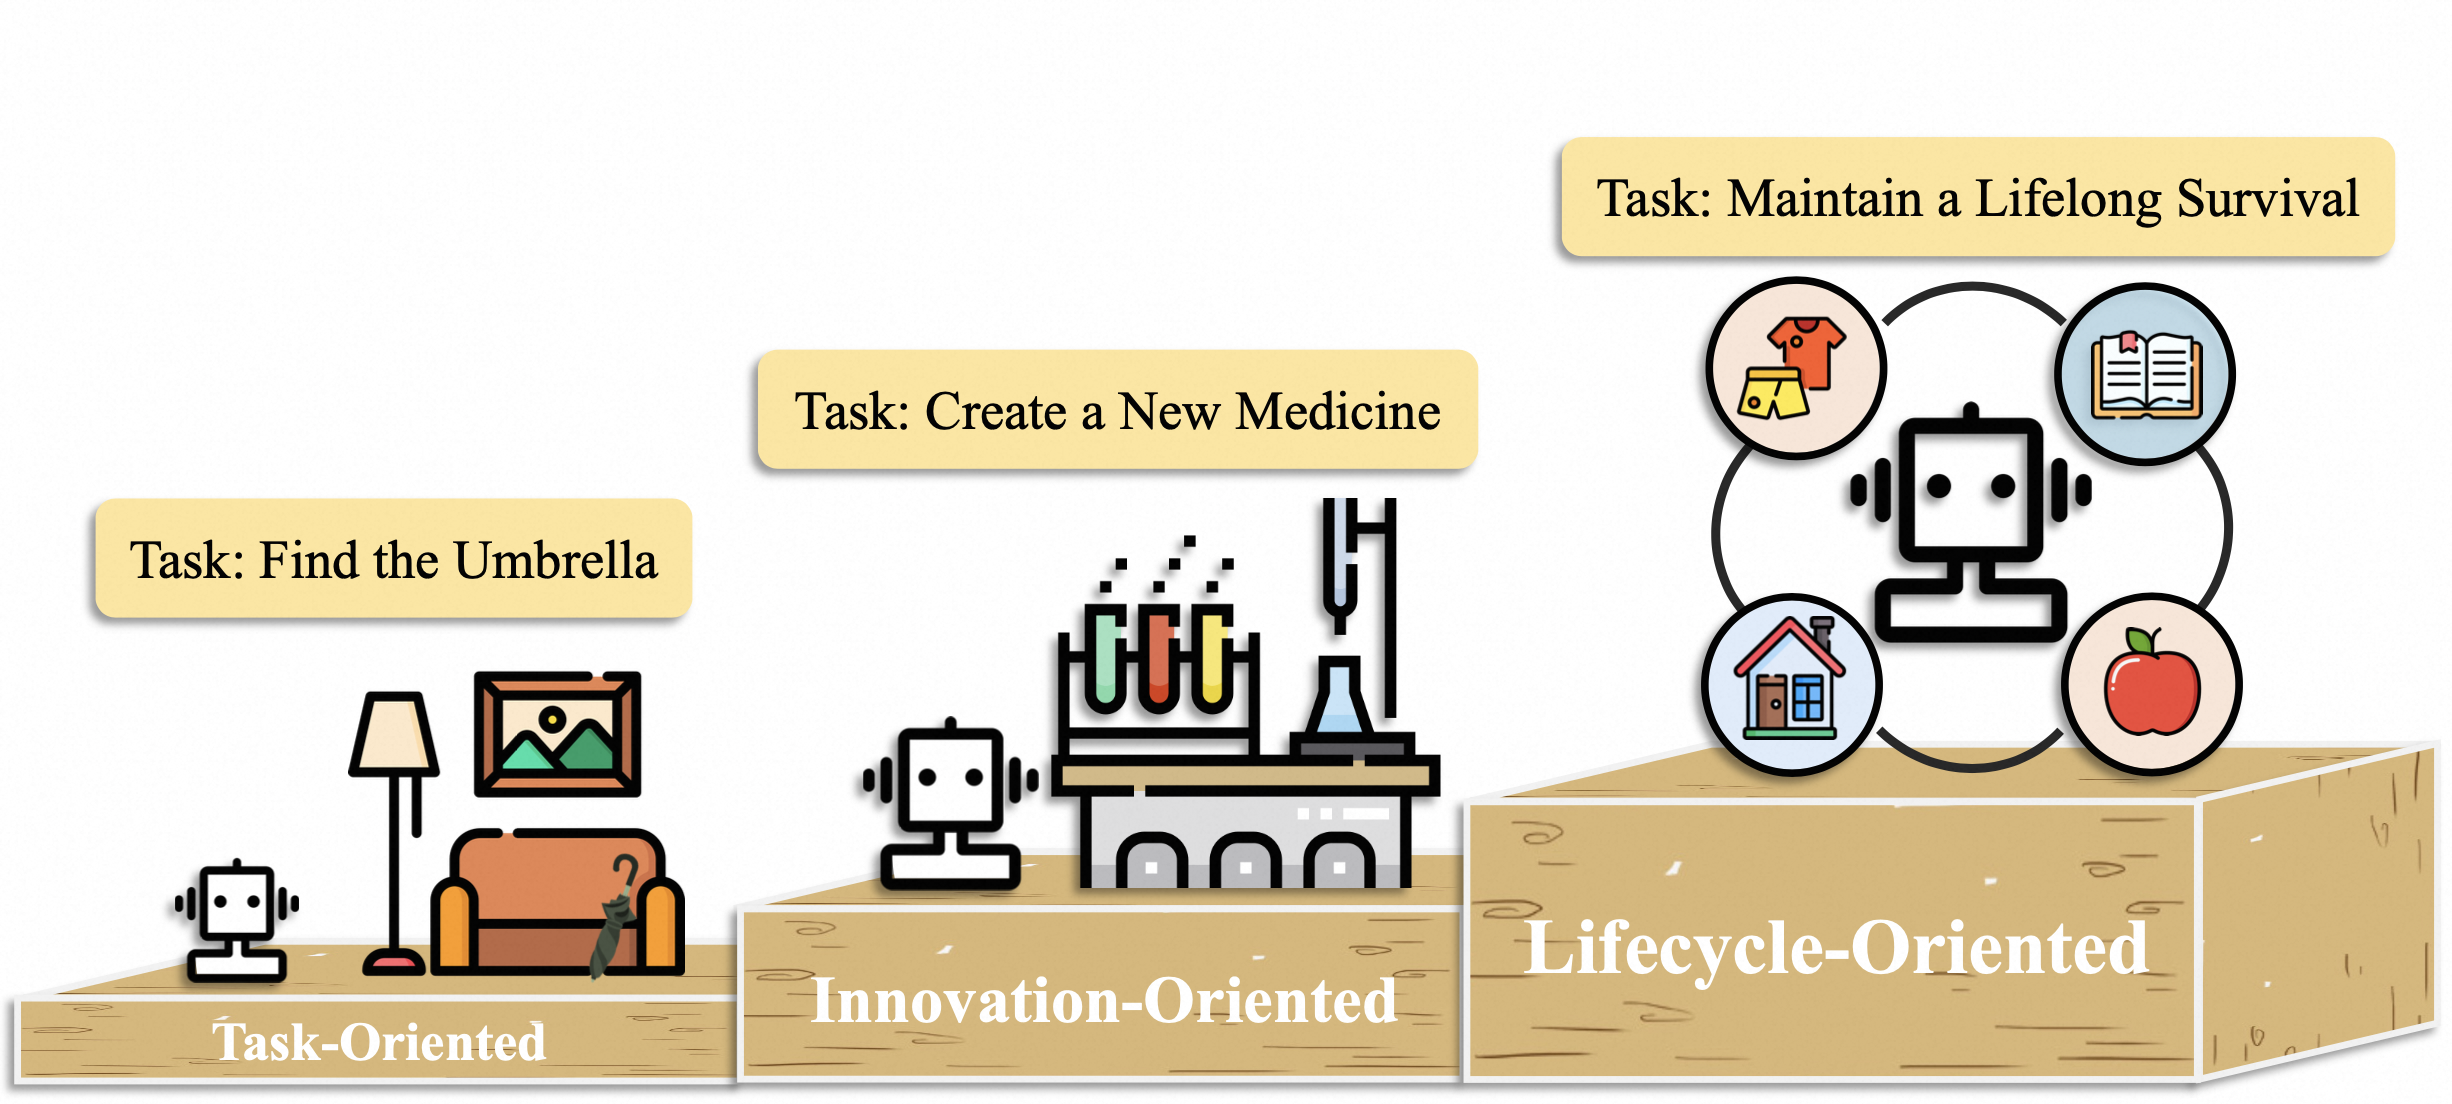 Task: Maintain a Lifelong Survival
Task: Create a New Medicine
Task: Find the Umbrella
Task-Oriented
Innovation-Oriented
Lifecycle-Oriented